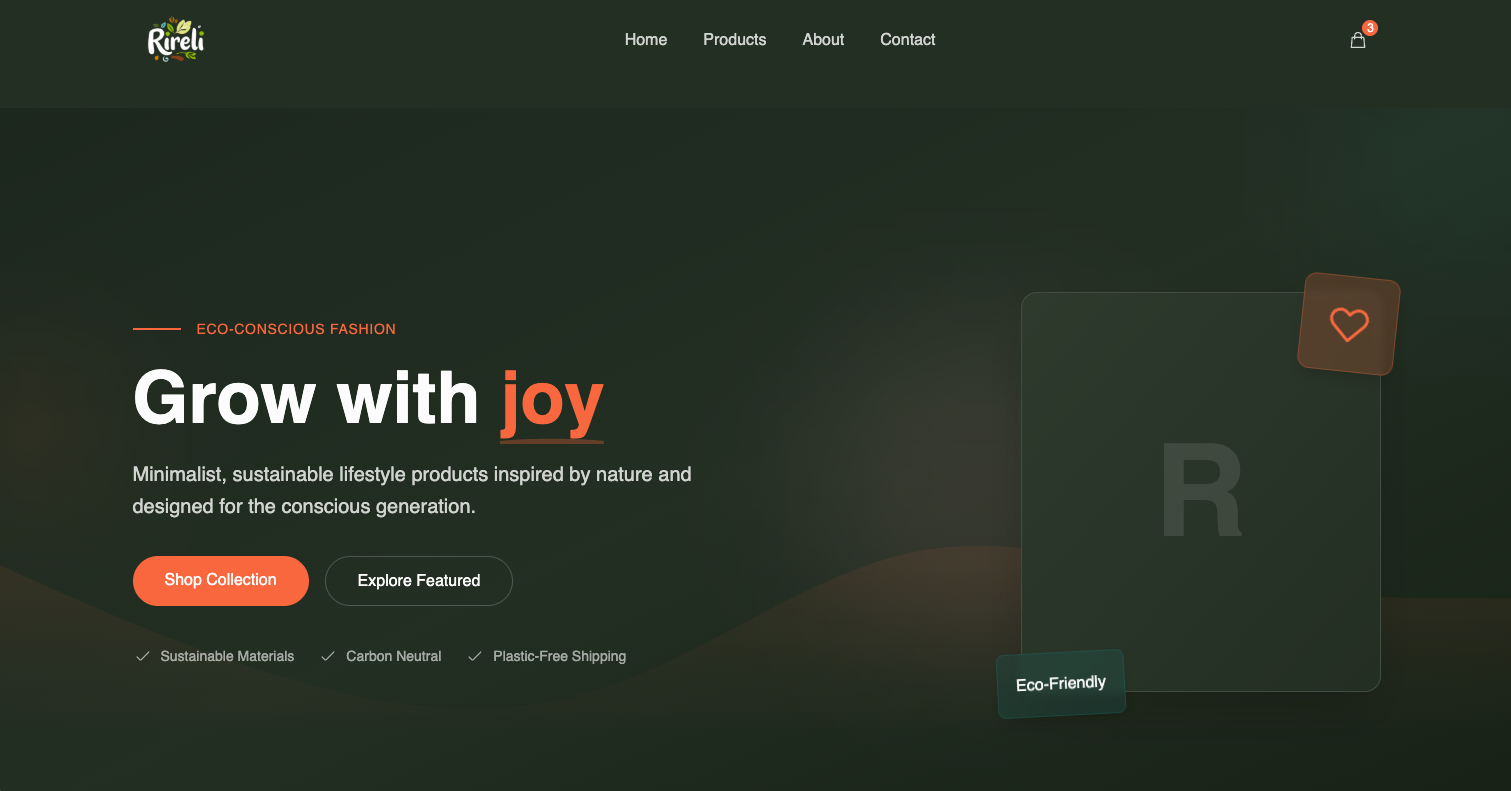 Rireli
Home
Products
About
Contact
3
ECO-CONSCIOUS FASHION
Grow with joy
Minimalist, sustainable lifestyle products inspired by nature and
designed for the conscious generation.
Shop Collection
Explore Featured
Sustainable Materials
Carbon Neutral
Plastic-Free Shipping
R
Eco-Friendly